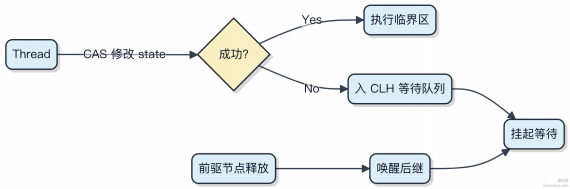 Yes
执行临界区
Thread
CAS 修改 state
成功?
No
入 CLH 等待队列
挂起等待
前驱节点释放
唤醒后继